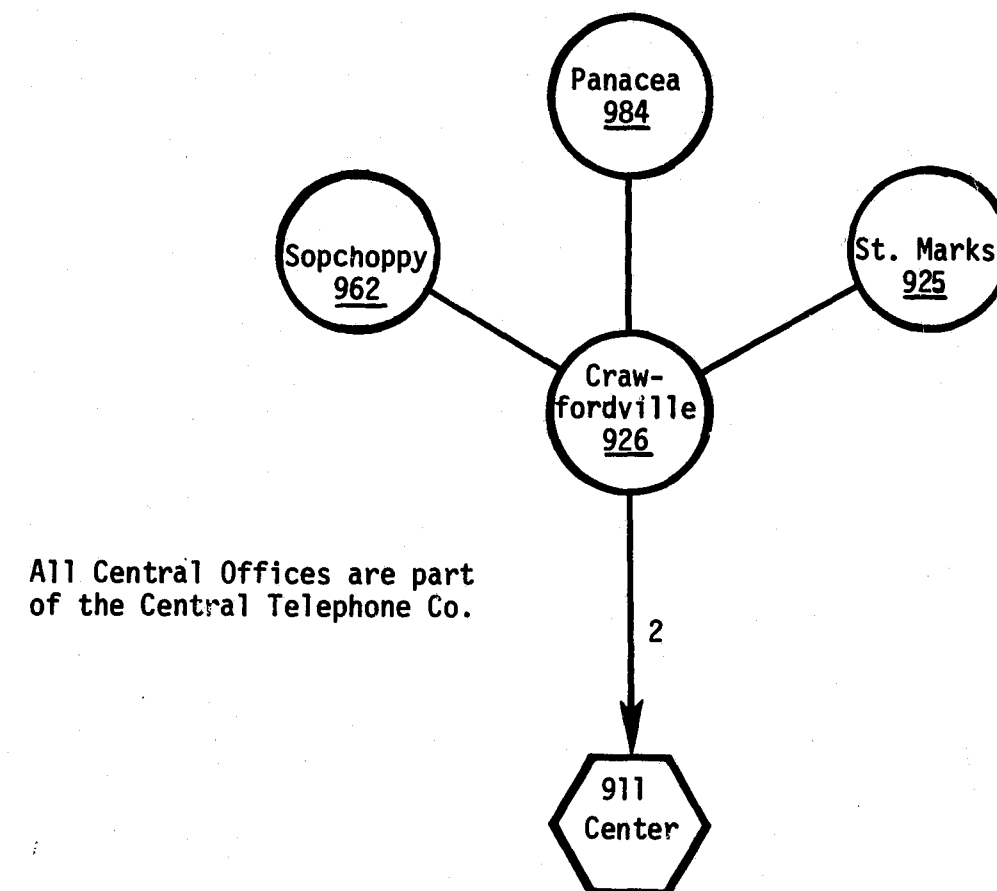 Panacea
984
Sopchoppy
962
St. Marks
925
Craw-
fordville
926
All Central Offices are part
of the Central Telephone Co.
2
911
Center